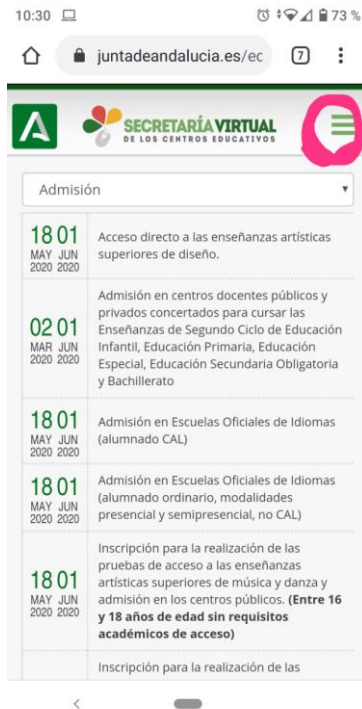 10:30
73 %
juntadeandalucia.es/ec
7
A
SECRETARÍA VIRTUAL
DE LOS CENTROS EDUCATIVOS
Admisión
18 01
MAY JUN
2020 2020
Acceso directo a las enseñanzas artísticas
superiores de diseño.
02 01
MAR JUN
2020 2020
Admisión en centros docentes públicos y
privados concertados para cursar las
Enseñanzas de Segundo Ciclo de Educación
Infantil, Educación Primaria, Educación
Especial, Educación Secundaria Obligatoria
y Bachillerato
18 01
MAY JUN
2020 2020
Admisión en Escuelas Oficiales de Idiomas
(alumnado CAL)
18 01
MAY JUN
2020 2020
Admisión en Escuelas Oficiales de Idiomas
(alumnado ordinario, modalidades
presencial y semipresencial, no CAL)
18 01
MAY JUN
2020 2020
Inscripción para la realización de las
pruebas de acceso a las enseñanzas
artísticas superiores de música y danza y
admisión en los centros públicos. (Entre 16
y 18 años de edad sin requisitos
académicos de acceso)
Inscripción para la realización de las